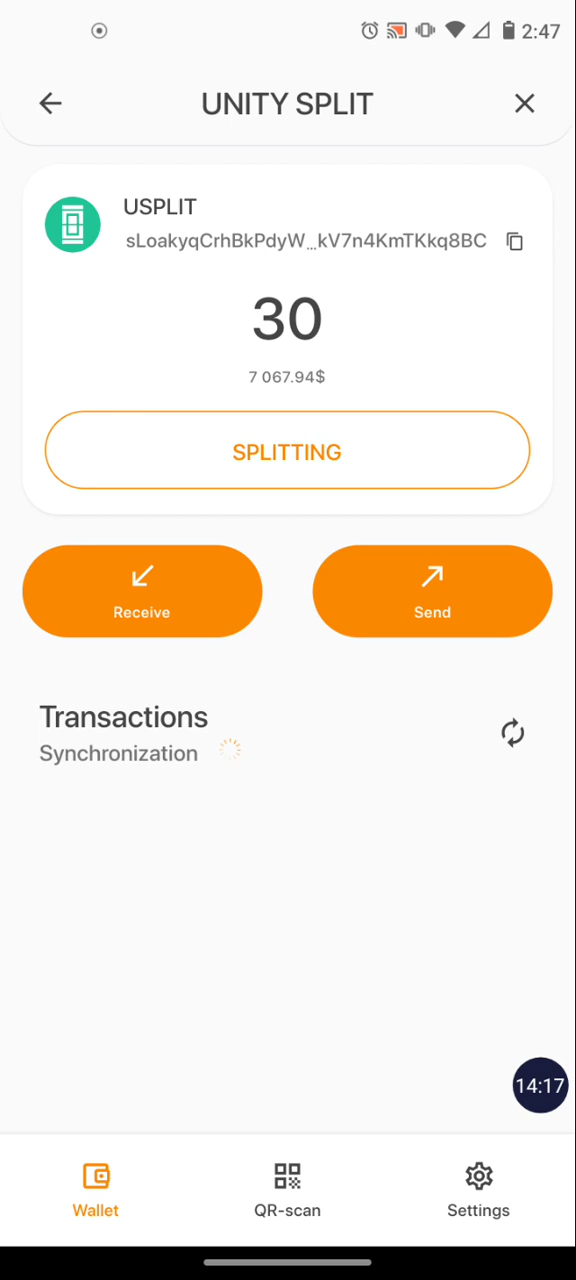 2:47
UNITY SPLIT
USPLIT
sLoakyqCrhBkPdyW...kV7n4KmTKkq8BC
30
7 067.94$
SPLITTING
Receive
Send
Transactions
Synchronization
14:17
Wallet
QR-scan
Settings